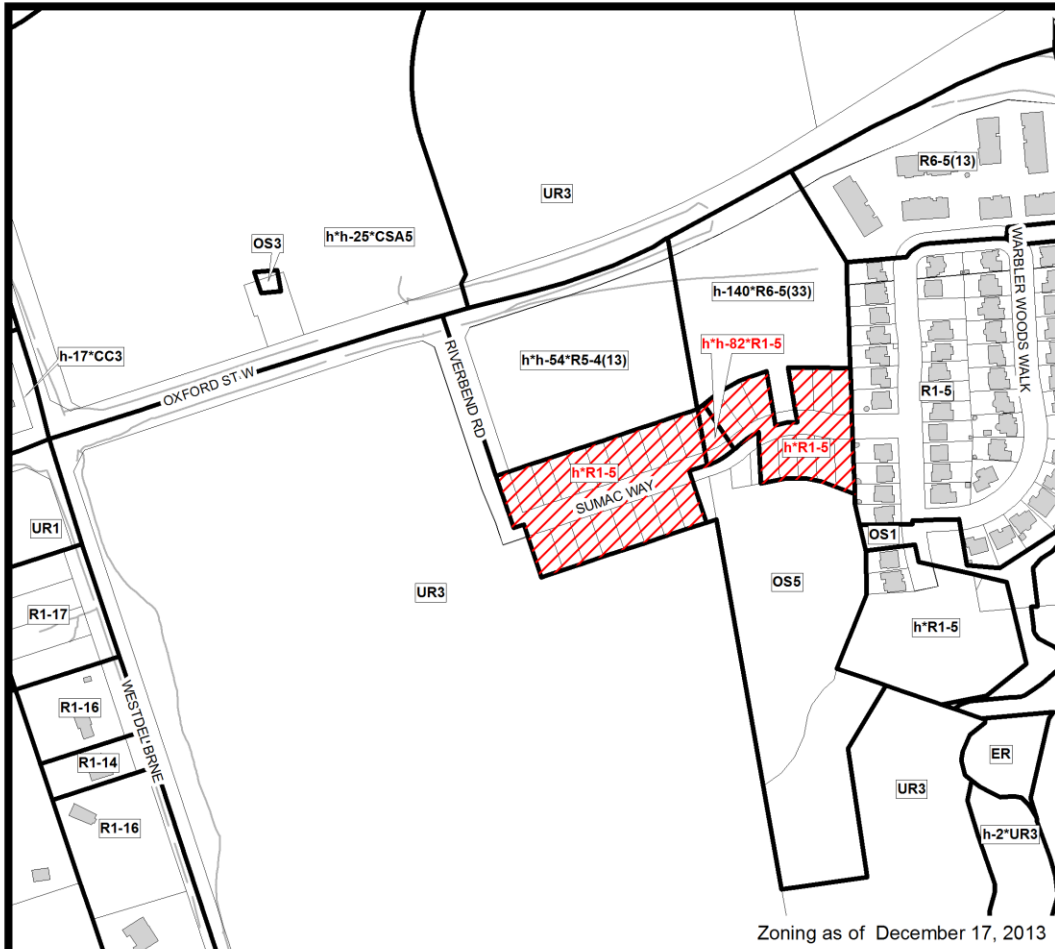 R6-5(13)
UR3
h*h-25*CSA5
OS3
WARBLER WOODS WALK
h-140*R6-5(33)
h*h-82*R1-5
h-17*CC3
RIVERBEND RD
h*h-54*R5-4(13)
OXFORD ST. W
R1-5
h*R1-5
h*R1-5
SUMAC WAY
UR1
OS1
UR3
OS5
R1-17
h*R1-5
R1-16
WESTDEL BRNE
ER
R1-14
UR3
R1-16
h-2*UR3
Zoning as of December 17, 2013